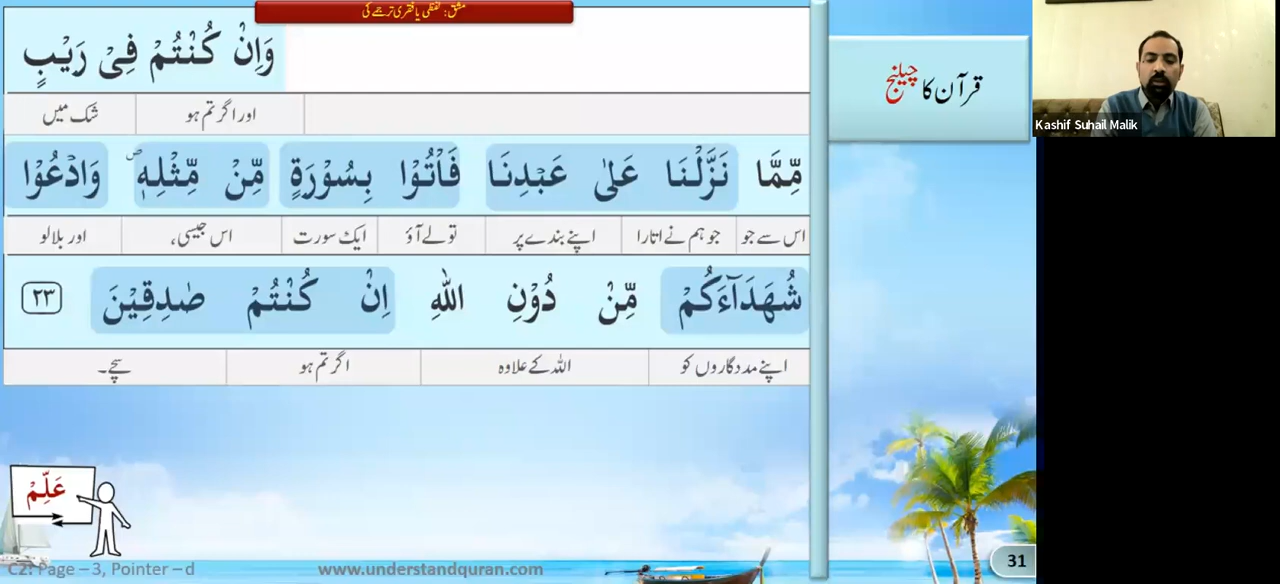 مشق: لفظی یا فقری ترجمے کی
وَاِنْ كُنْتُمْ فِیْ رَیْبٍ
اور اگر تم ہو شک میں
مِّمَّا نَزَّلْنَا عَلٰی عَبْدِنَا فَاْتُوْا بِسُوْرَةٍ مِّنْ مِّثْلِهٖ ۪ وَادْعُوْا
اس سے جو جو ہم نے اتارا اپنے بندے پر تو لے آؤ ایک سورت اس جیسی، اور بلا لو
شُهَدَآءَكُمْ مِّنْ دُوْنِ اللّٰهِ اِنْ كُنْتُمْ صٰدِقِیْنَ ٢٣
اپنے مددگاروں کو اللہ کے علاوہ اگر تم ہو سچے۔
قرآن کا چیلنج
Kashif Suhail Malik
عَلِّمْ
C2: Page – 3, Pointer – d
www.understandquran.com
31